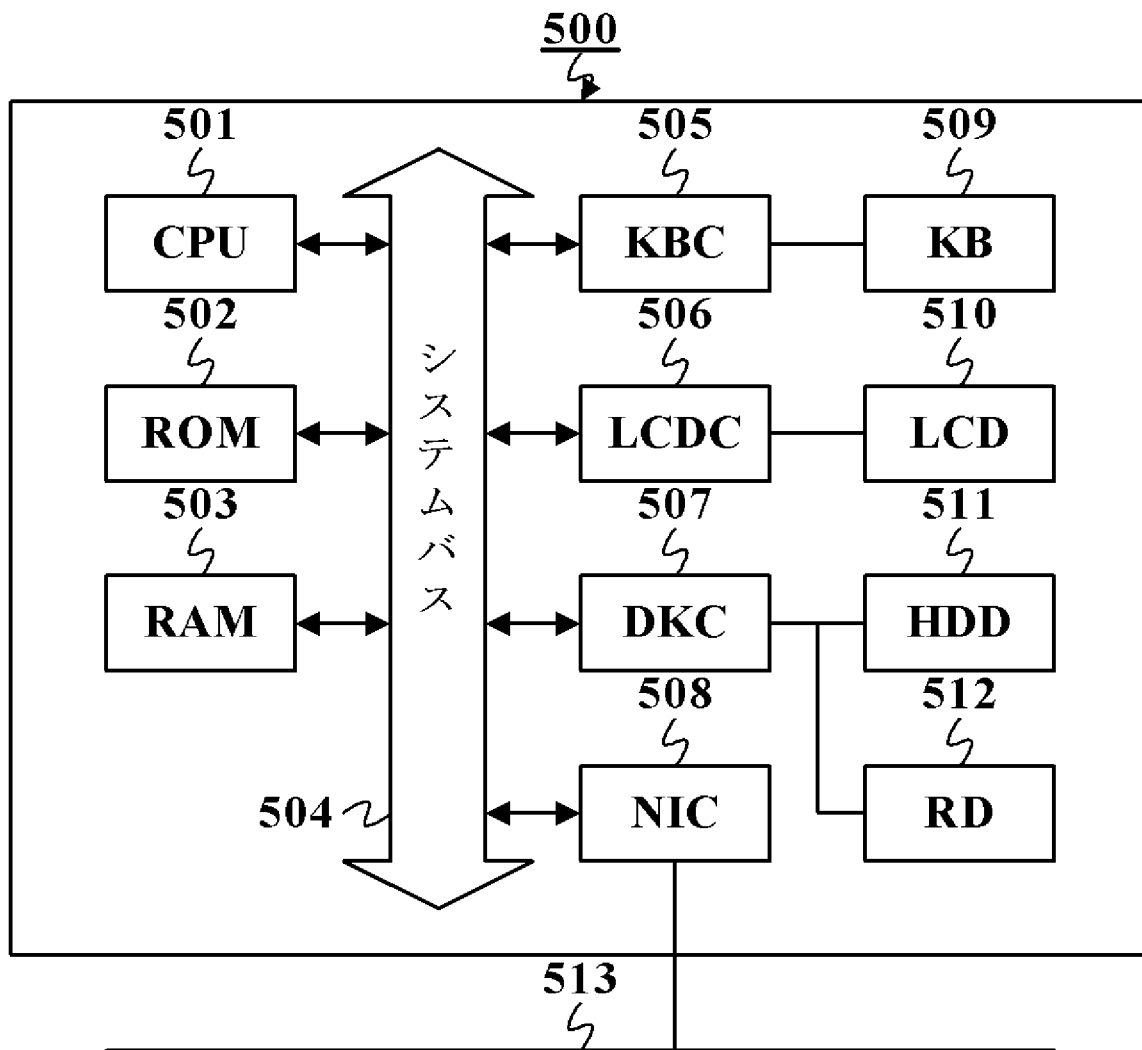 500
501 505 509
CPU KBC KB
502 506 510
ROM LCDC LCD
503 507 511
RAM DKC HDD
508 512
504 NIC RD
システムバス
513